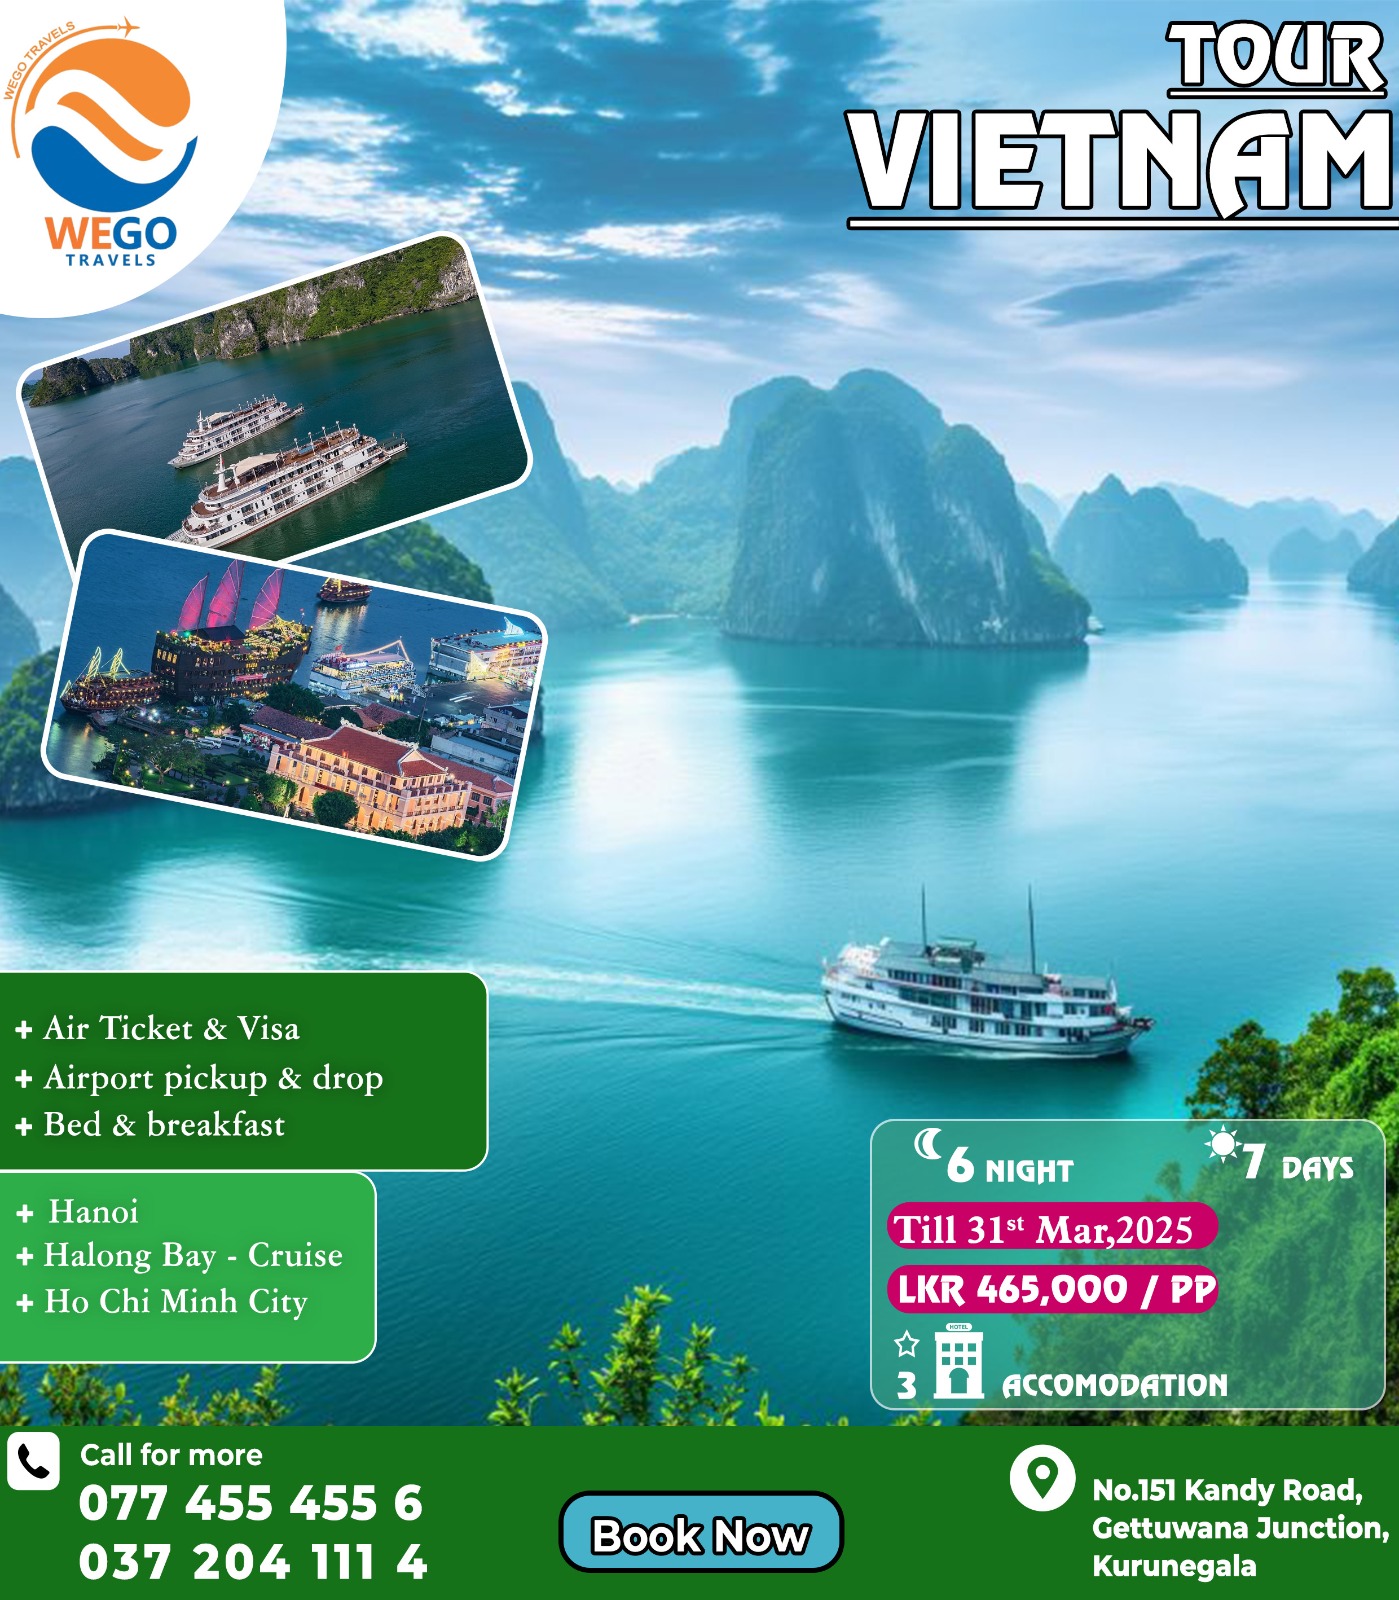 WEGO TRAVELS
WEGO
TRAVELS
TOUR
VIETNAM
+ Air Ticket & Visa
+ Airport pickup & drop
+ Bed & breakfast
+ Hanoi
+ Halong Bay - Cruise
+ Ho Chi Minh City
6 NIGHT
7 DAYS
Till 31st Mar,2025
LKR 465,000 / PP
HOTEL
3 ACCOMODATION
Call for more
077 455 455 6
037 204 111 4
Book Now
No.151 Kandy Road,
Gettuwana Junction,
Kurunegala